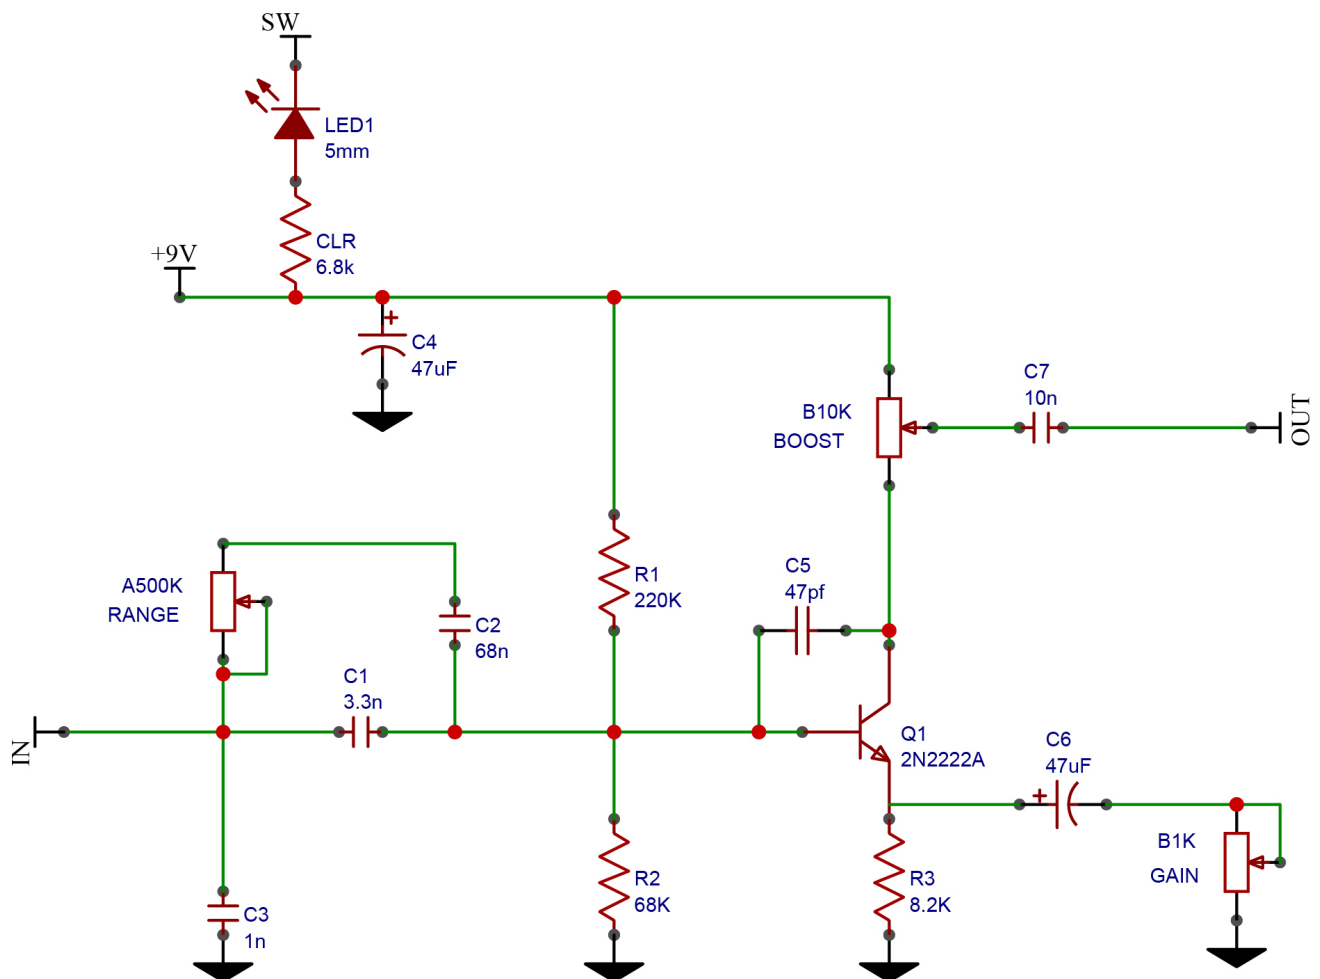 SW
LED1
5mm
CLR
6.8k
+9V
+
C4
47uF
C7
10n
B10K
BOOST
OUT
A500K
RANGE
C5
47pf
R1
220K
C2
68n
C1
3.3n
IN
Q1
2N2222A
C6
47uF
+
B1K
GAIN
R2
68K
R3
8.2K
C3
1n